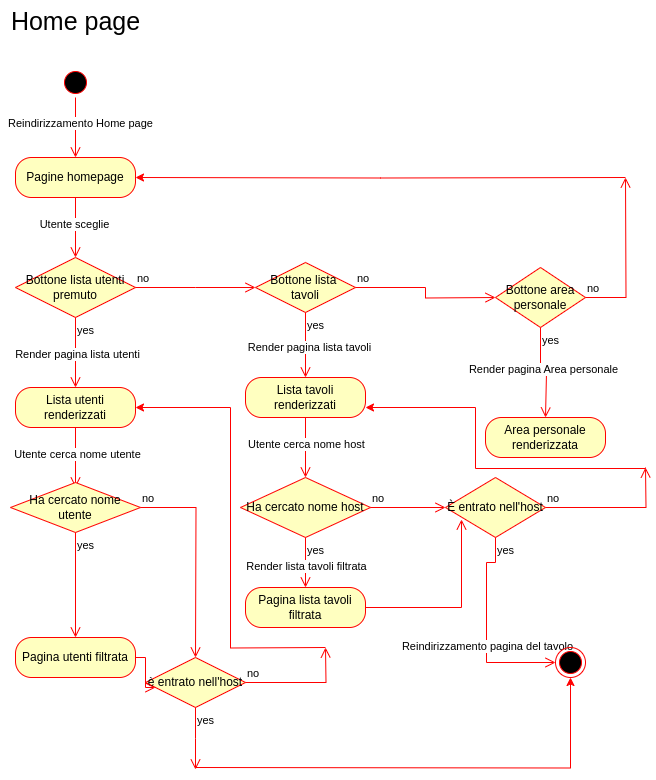 Home page
Reindirizzamento Home page
Pagine homepage
Utente sceglie
Bottone lista utenti
premuto
no
Bottone lista
tavoli
no
Bottone area
personale
no
yes
yes
yes
Render pagina lista utenti
Render pagina lista tavoli
Render pagina Area personale
Lista utenti
renderizzati
Lista tavoli
renderizzati
Area personale
renderizzata
Utente cerca nome utente
Utente cerca nome host
Ha cercato nome
utente
no
Ha cercato nome host
no
È entrato nell'host
no
yes
yes
yes
Render lista tavoli filtrata
Pagina lista tavoli
filtrata
Reindirizzamento pagina del tavolo
Pagina utenti filtrata
è entrato nell'host
no
yes